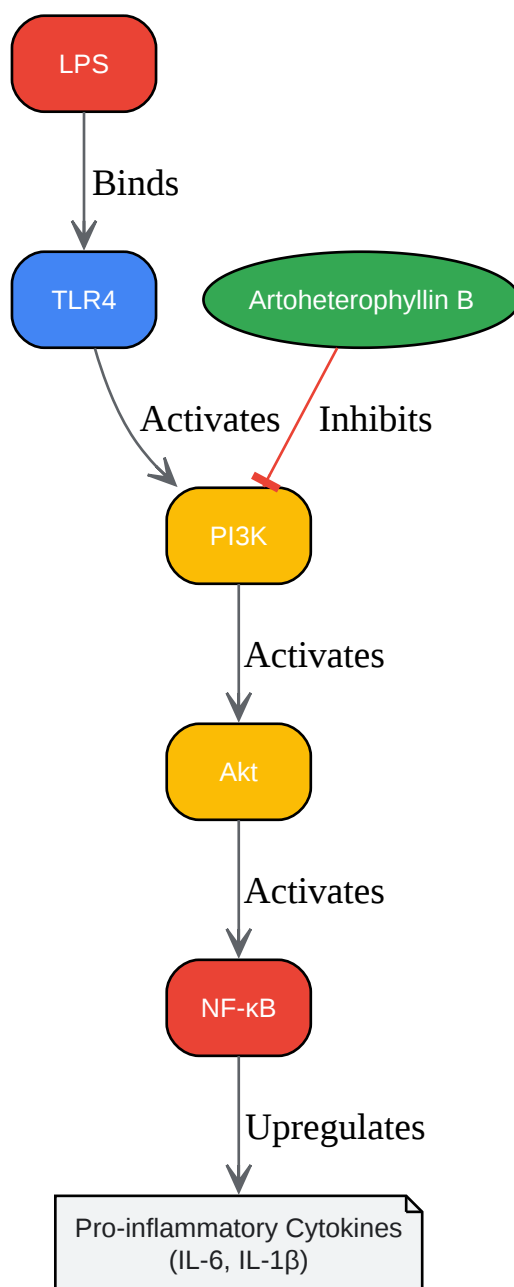 LPS
Binds
TLR4
Artoheterophyllin B
Activates
Inhibits
PI3K
Activates
Akt
Activates
NF-κB
Upregulates
Pro-inflammatory Cytokines
(IL-6, IL-1β)